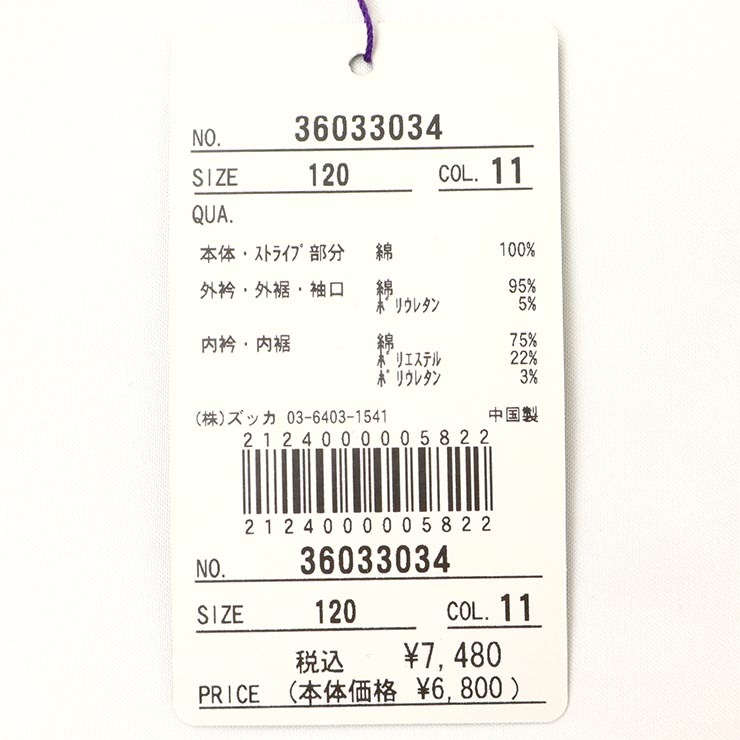 NO. 36033034
SIZE 120 COL. 11
QUA.
本体・ｽﾄﾗｲﾌﾟ部分 綿 100%
外衿・外裾・袖口 綿 95%
ﾎﾟﾘｳﾚﾀﾝ 5%
内衿・内裾 綿 75%
ﾎﾟﾘｴｽﾃﾙ 22%
ﾎﾟﾘｳﾚﾀﾝ 3%
(株)ズッカ 03-6403-1541 中国製
2124000005822
2124000005822
NO. 36033034
SIZE 120 COL. 11
税込 ¥7,480
PRICE (本体価格 ¥6,800)